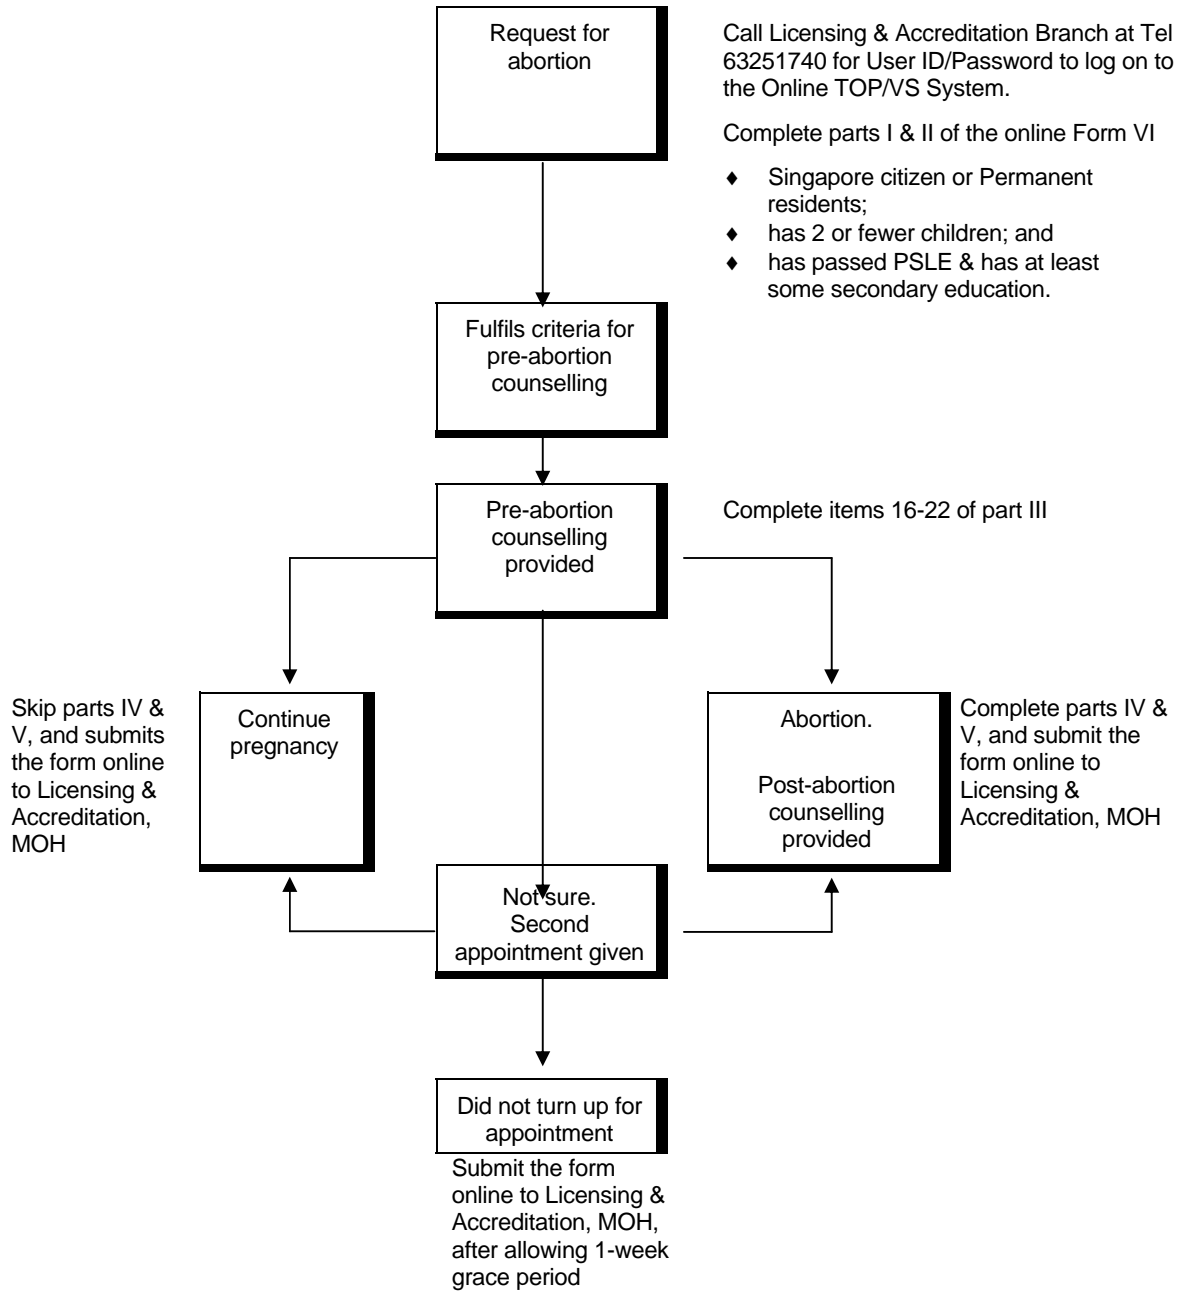 Request for
abortion
Call Licensing & Accreditation Branch at Tel
63251740 for User ID/Password to log on to
the Online TOP/VS System.
Complete parts I & II of the online Form VI
♦ Singapore citizen or Permanent
residents;
♦ has 2 or fewer children; and
♦ has passed PSLE & has at least
some secondary education.
Fulfils criteria for
pre-abortion
counselling
Pre-abortion
counselling
provided
Complete items 16-22 of part III
Skip parts IV &
V, and submits
the form online
to Licensing &
Accreditation,
MOH
Continue
pregnancy
Abortion.
Post-abortion
counselling
provided
Complete parts IV &
V, and submit the
form online to
Licensing &
Accreditation, MOH
Not sure.
Second
appointment given
Did not turn up for
appointment
Submit the form
online to Licensing &
Accreditation, MOH,
after allowing 1-week
grace period